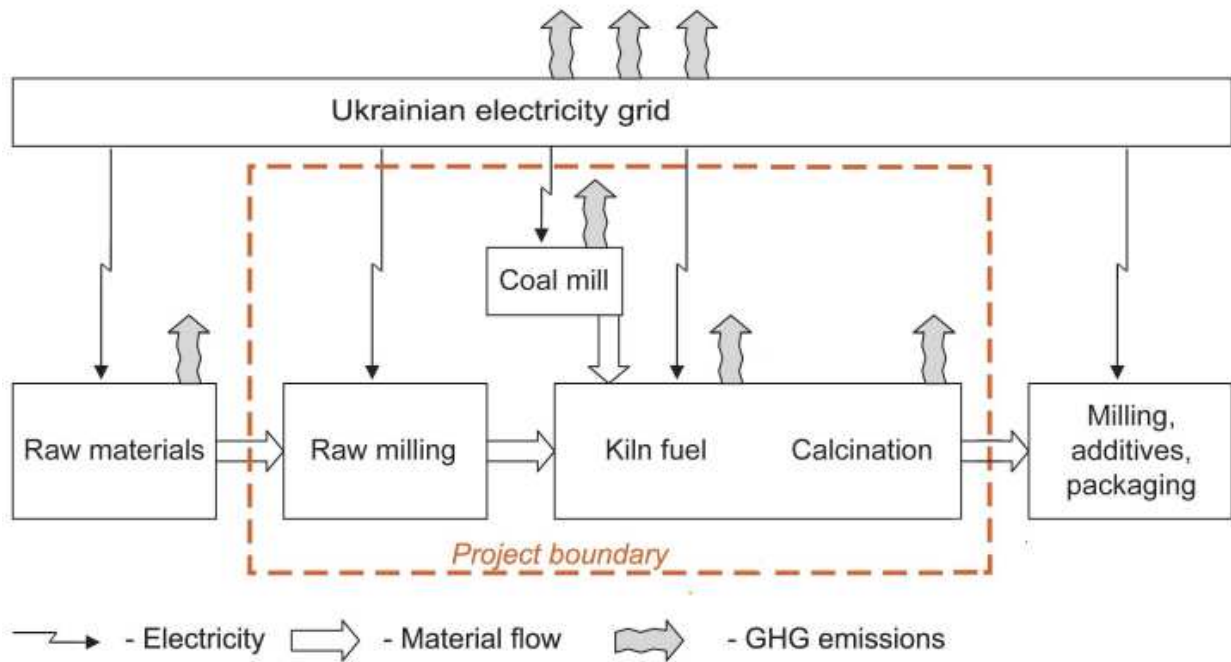 Ukrainian electricity grid
Coal mill
Raw materials
Raw milling
Kiln fuel
Calcination
Milling,
additives,
packaging
Project boundary
- Electricity
- Material flow
- GHG emissions